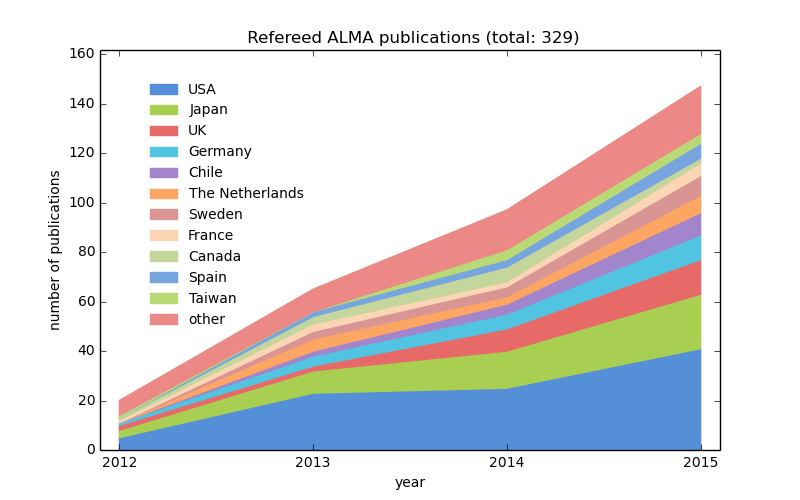 Refereed ALMA publications (total: 329)
160
140
120
100
80
60
40
20
0
number of publications
USA
Japan
UK
Germany
Chile
The Netherlands
Sweden
France
Canada
Spain
Taiwan
other
2012
2013
2014
2015
year